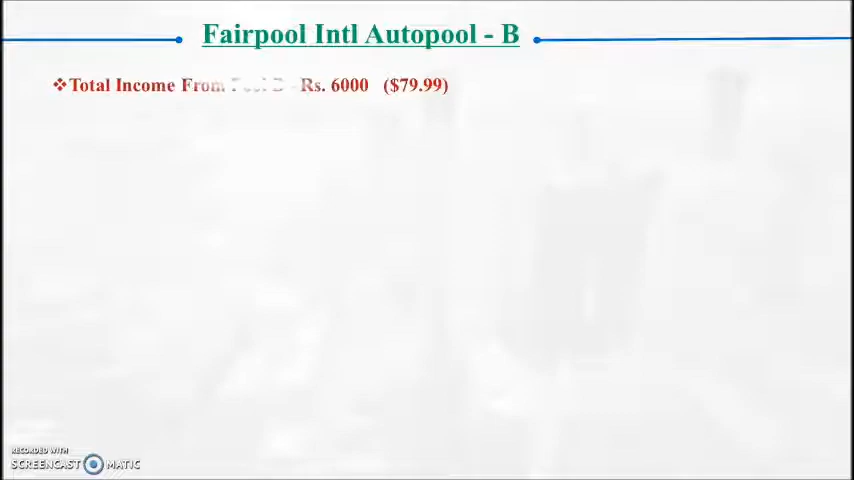 Fairpool Intl Autopool - B
❖Total Income From - Rs. 6000 ($79.99)
RECORDED WITH
SCREENCAST MATIC